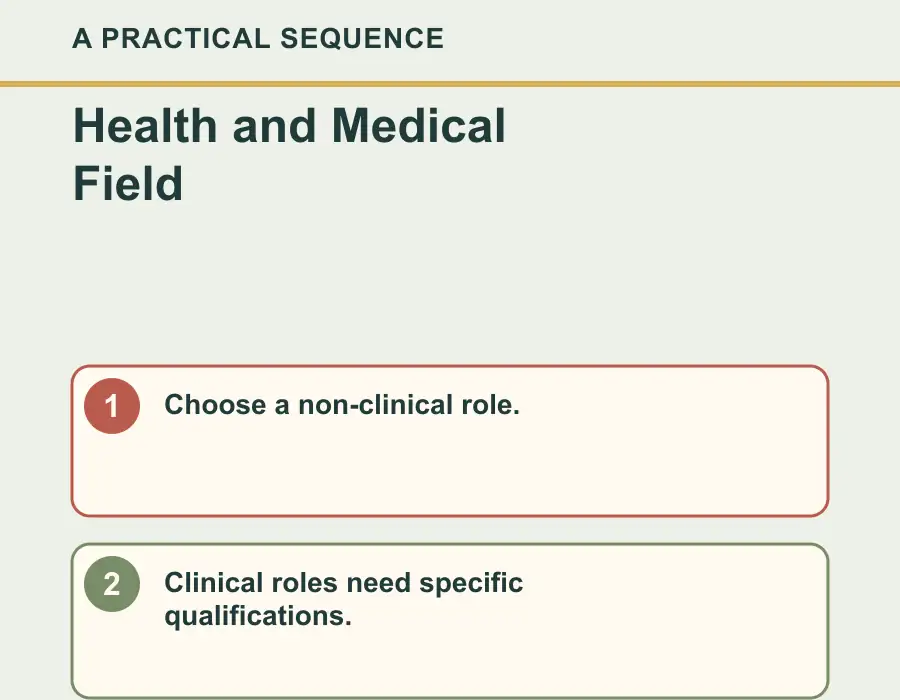 A PRACTICAL SEQUENCE
Health and Medical
Field
1
Choose a non-clinical role.
2
Clinical roles need specific
qualifications.